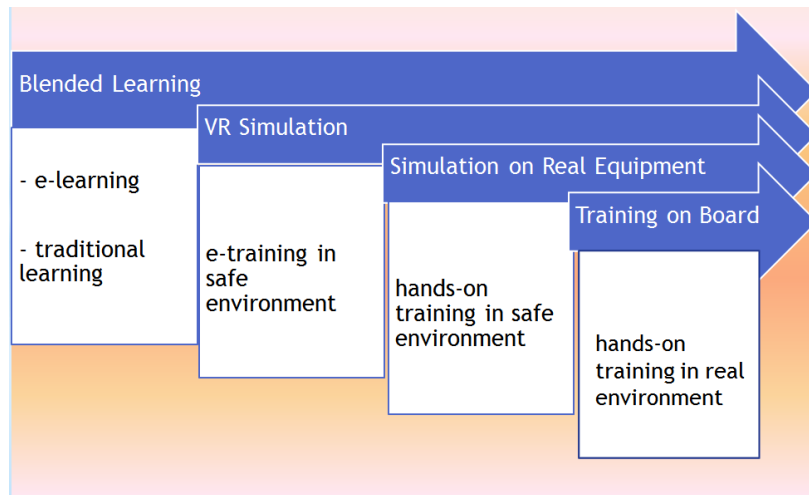 Blended Learning
- e-learning
- traditional
learning
VR Simulation
e-training in
safe
environment
Simulation on Real Equipment
hands-on
training in safe
environment
Training on Board
hands-on
training in real
environment